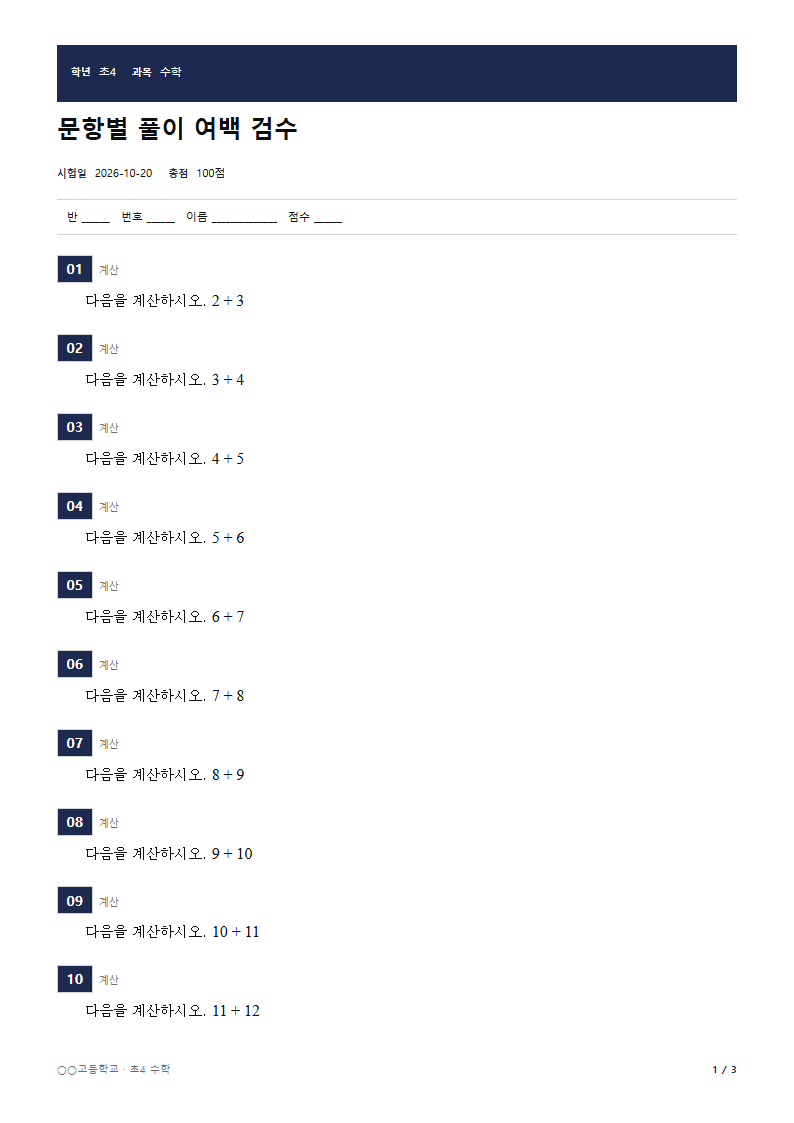 학년 초4 과목 수학
문항별 풀이 여백 검수
시험일 2026-10-20 총점 100점
반 _____ 번호 _____ 이름 ____________ 점수 _____
01 계산
다음을 계산하시오. 2 + 3
02 계산
다음을 계산하시오. 3 + 4
03 계산
다음을 계산하시오. 4 + 5
04 계산
다음을 계산하시오. 5 + 6
05 계산
다음을 계산하시오. 6 + 7
06 계산
다음을 계산하시오. 7 + 8
07 계산
다음을 계산하시오. 8 + 9
08 계산
다음을 계산하시오. 9 + 10
09 계산
다음을 계산하시오. 10 + 11
10 계산
다음을 계산하시오. 11 + 12
○○고등학교 · 초4 수학 1 / 3